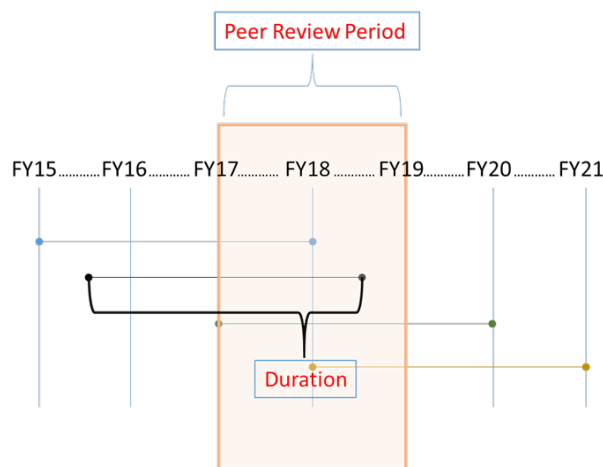 Peer Review Period
FY15............FY16............FY17............FY18............FY19............FY20............FY21
Duration